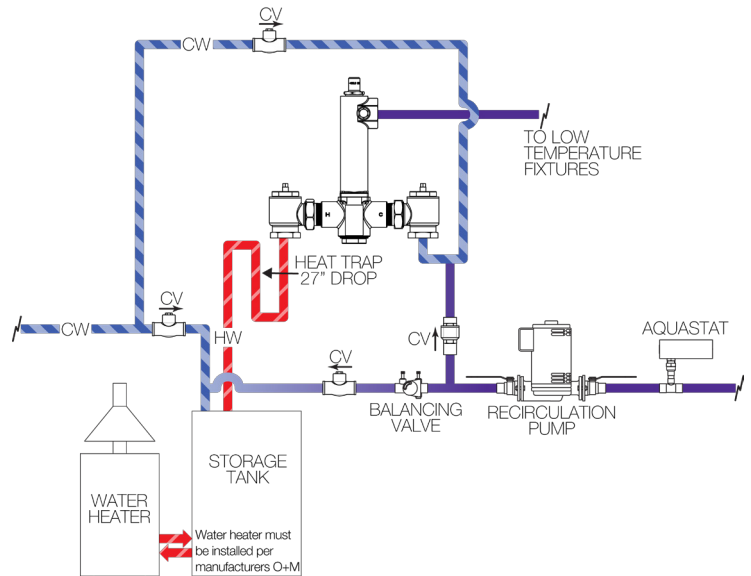 CV
CW
TO LOW
TEMPERATURE
FIXTURES
H
C
HEAT TRAP
27" DROP
CV
CW
HW
CV
CV
AQUASTAT
BALANCING
VALVE
RECIRCULATION
PUMP
STORAGE
TANK
WATER
HEATER
Water heater must
be installed per
manufacturers O+M